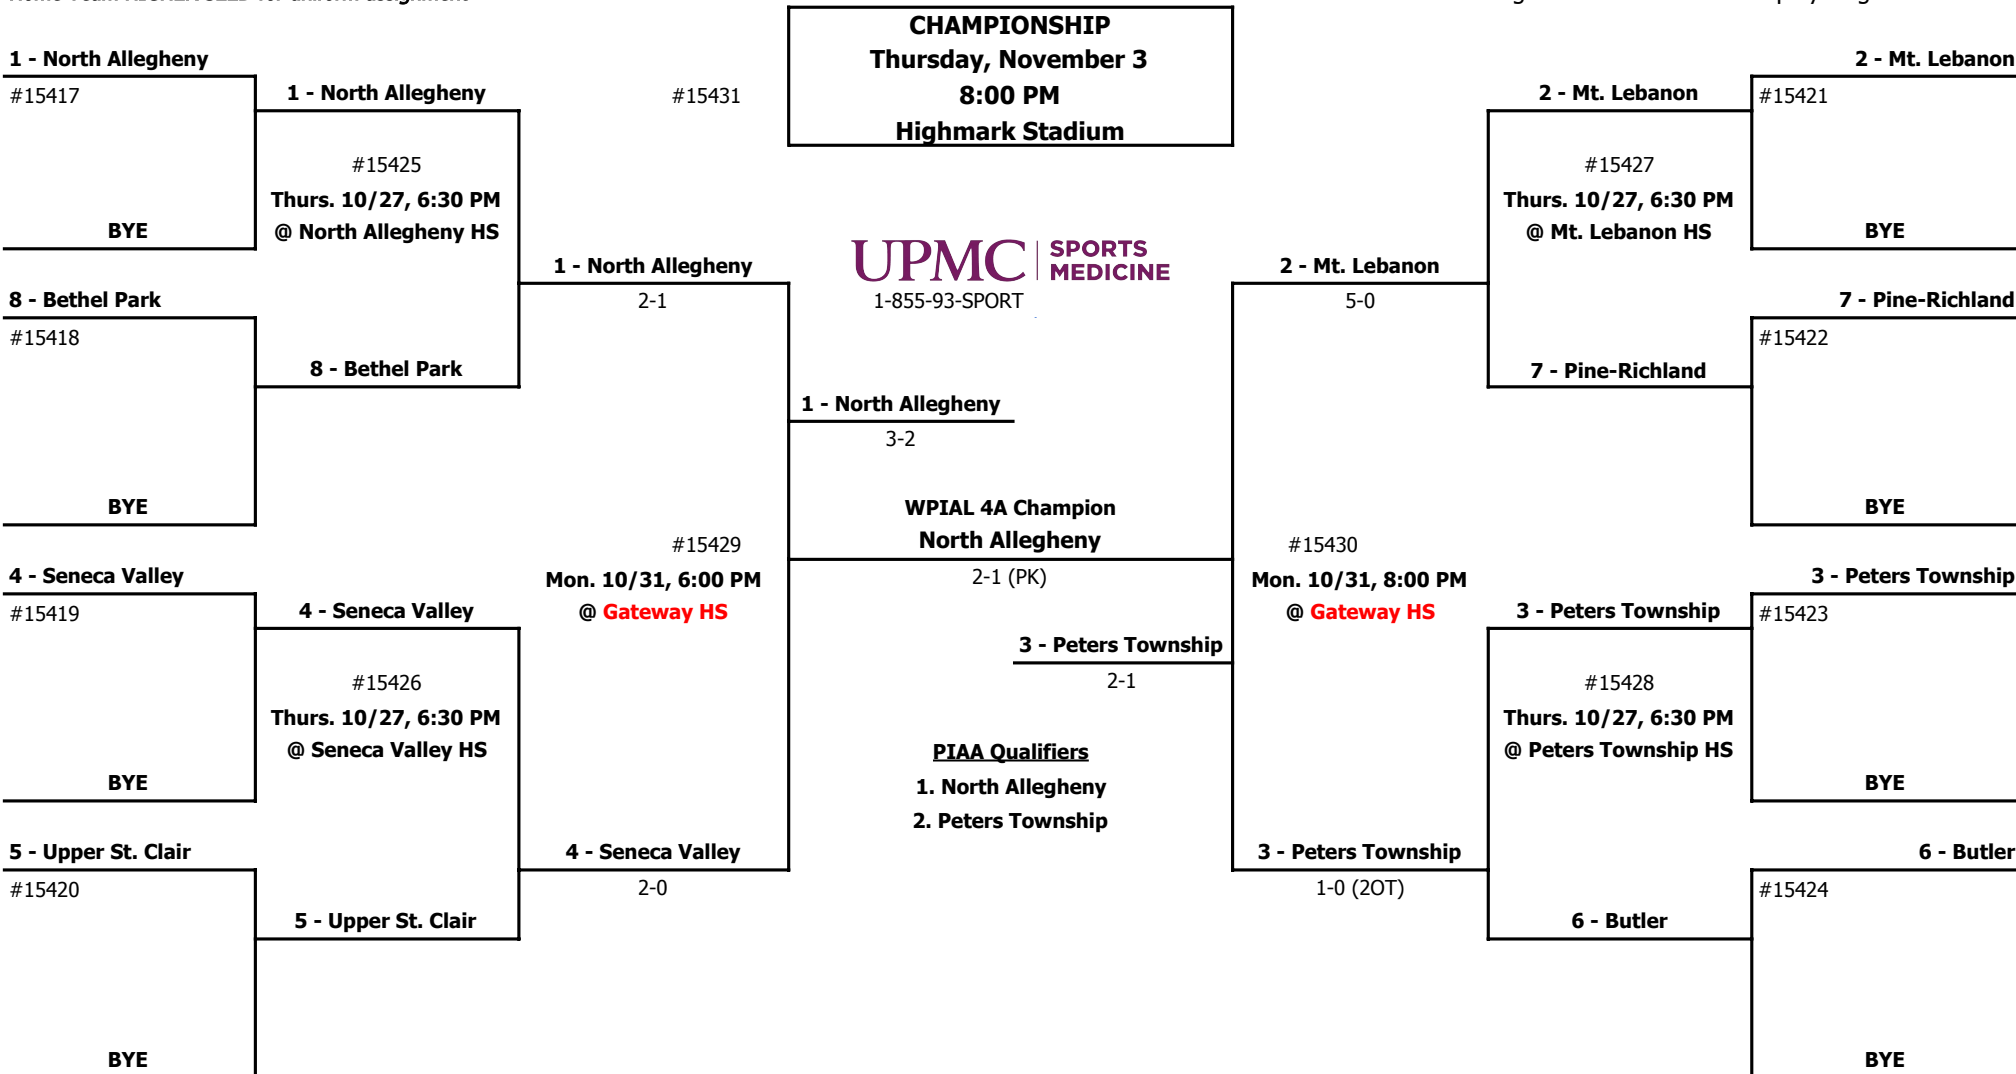 CHAMPIONSHIP
Thursday, November 3
8:00 PM
Highmark Stadium
#15431
1 - North Allegheny
#15417
BYE
8 - Bethel Park
#15418
BYE
4 - Seneca Valley
#15419
BYE
5 - Upper St. Clair
#15420
BYE
1 - North Allegheny
#15425
Thurs. 10/27, 6:30 PM
@ North Allegheny HS
8 - Bethel Park
4 - Seneca Valley
#15426
Thurs. 10/27, 6:30 PM
@ Seneca Valley HS
5 - Upper St. Clair
1 - North Allegheny
2-1
#15429
Mon. 10/31, 6:00 PM
@ Gateway HS
4 - Seneca Valley
2-0
UPMC | SPORTS
MEDICINE
1-855-93-SPORT
1 - North Allegheny
3-2
WPIAL 4A Champion
North Allegheny
2-1 (PK)
3 - Peters Township
2-1
PIAA Qualifiers
1. North Allegheny
2. Peters Township
2 - Mt. Lebanon
5-0
#15430
Mon. 10/31, 8:00 PM
@ Gateway HS
3 - Peters Township
1-0 (2OT)
2 - Mt. Lebanon
#15427
Thurs. 10/27, 6:30 PM
@ Mt. Lebanon HS
7 - Pine-Richland
3 - Peters Township
#15428
Thurs. 10/27, 6:30 PM
@ Peters Township HS
6 - Butler
2 - Mt. Lebanon
#15421
BYE
7 - Pine-Richland
#15422
BYE
3 - Peters Township
#15423
BYE
6 - Butler
#15424
BYE